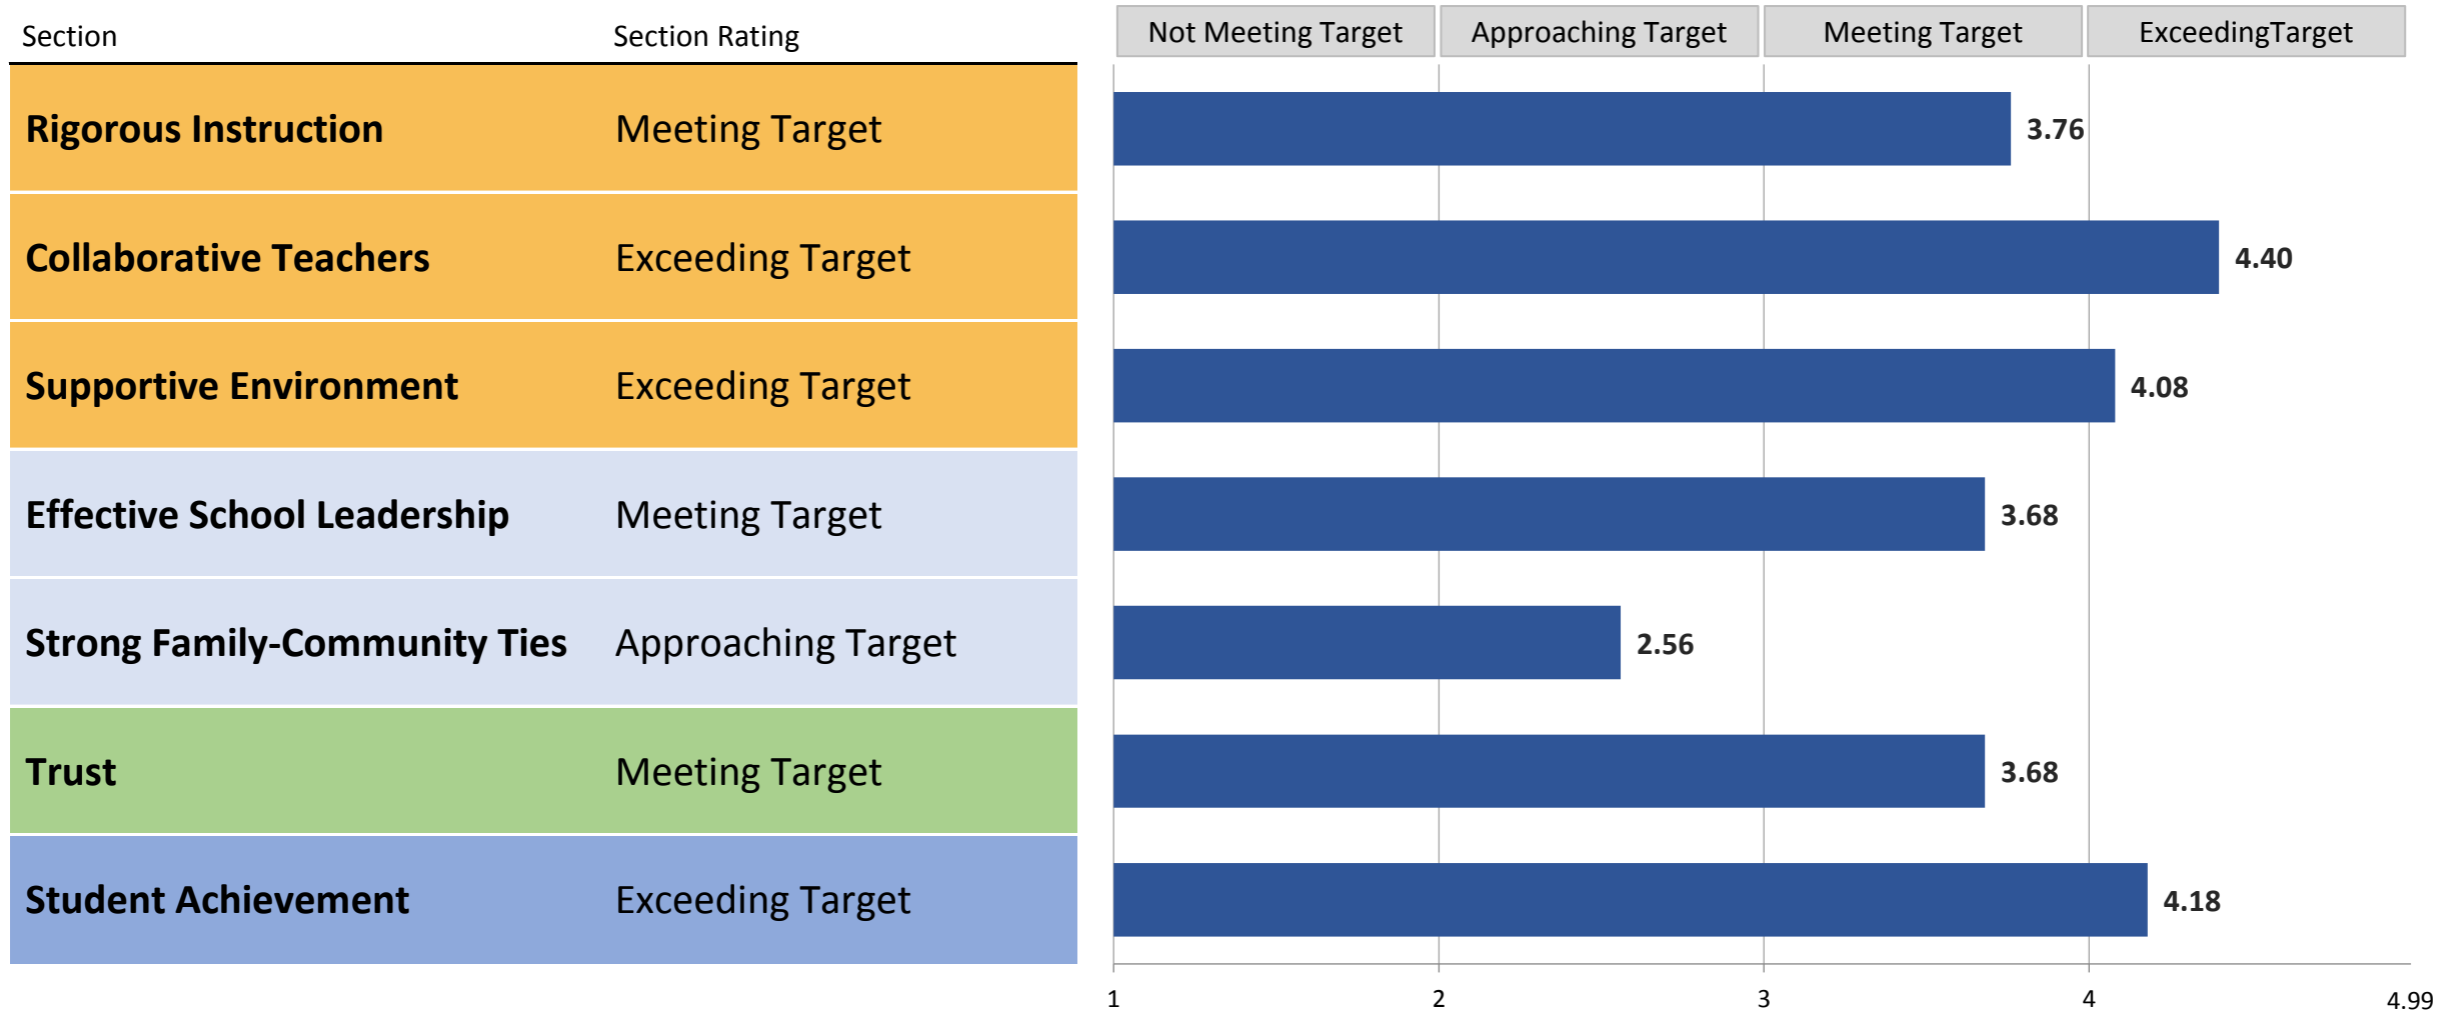 Section Section Rating Not Meeting Target Approaching Target Meeting Target ExceedingTarget
Rigorous Instruction Meeting Target 3.76
Collaborative Teachers Exceeding Target 4.40
Supportive Environment Exceeding Target 4.08
Effective School Leadership Meeting Target 3.68
Strong Family-Community Ties Approaching Target 2.56
Trust Meeting Target 3.68
Student Achievement Exceeding Target 4.18
1 2 3 4 4.99